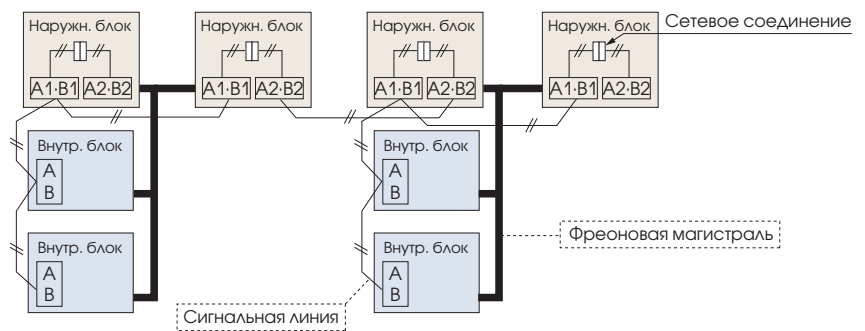 Наружн. блок
Наружн. блок
Наружн. блок
Наружн. блок
Сетевое соединение
A1·B1 A2·B2
A1·B1 A2·B2
A1·B1 A2·B2
A1·B1 A2·B2
Внутр. блок
A
B
Внутр. блок
A
B
Внутр. блок
A
B
Внутр. блок
A
B
Фреоновая магистраль
Сигнальная линия